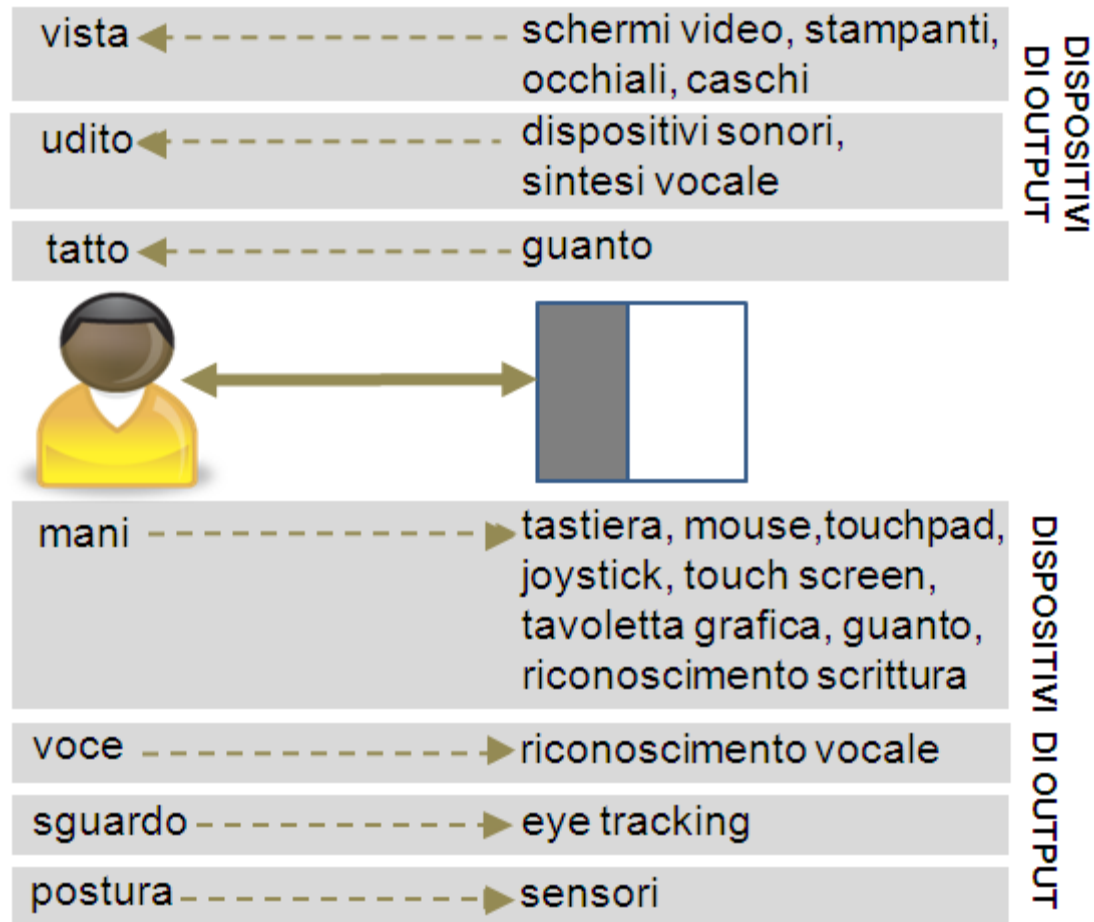 vista
schermi video, stampanti,
occhiali, caschi
udito
dispositivi sonori,
sintesi vocale
tatto
guanto
DISPOSITIVI
DI OUTPUT
mani
tastiera, mouse,touchpad,
joystick, touch screen,
tavoletta grafica, guanto,
riconoscimento scrittura
voce
riconoscimento vocale
sguardo
eye tracking
postura
sensori
DISPOSITIVI DI OUTPUT